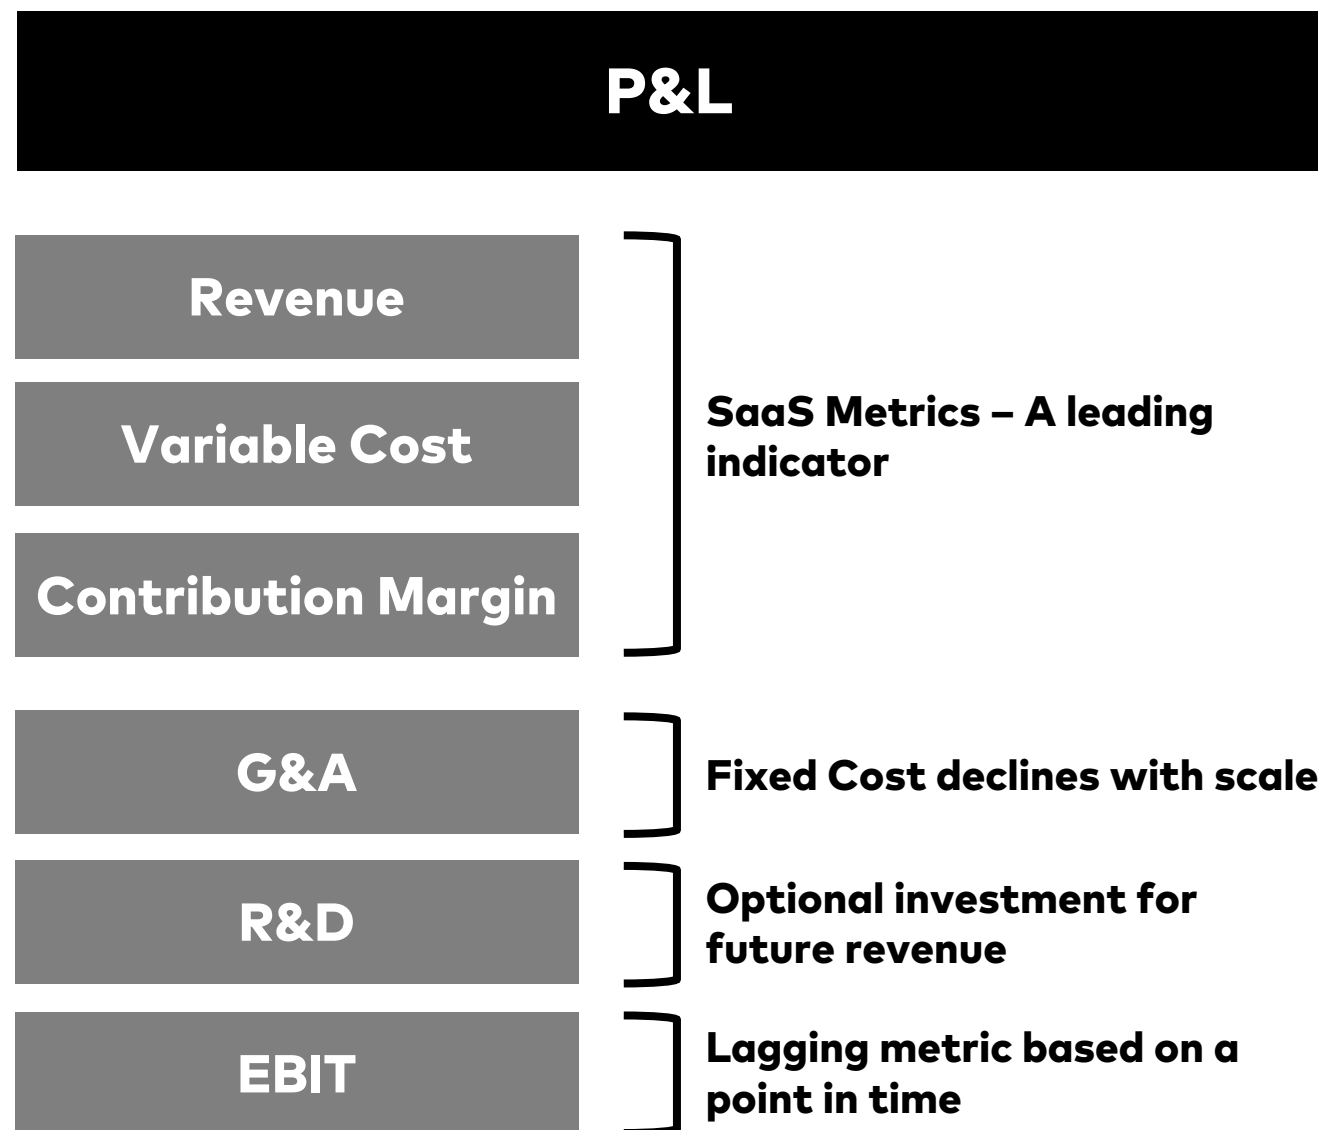 P&L
Revenue
Variable Cost
Contribution Margin
SaaS Metrics – A leading
indicator
G&A
Fixed Cost declines with scale
R&D
Optional investment for
future revenue
EBIT
Lagging metric based on a
point in time